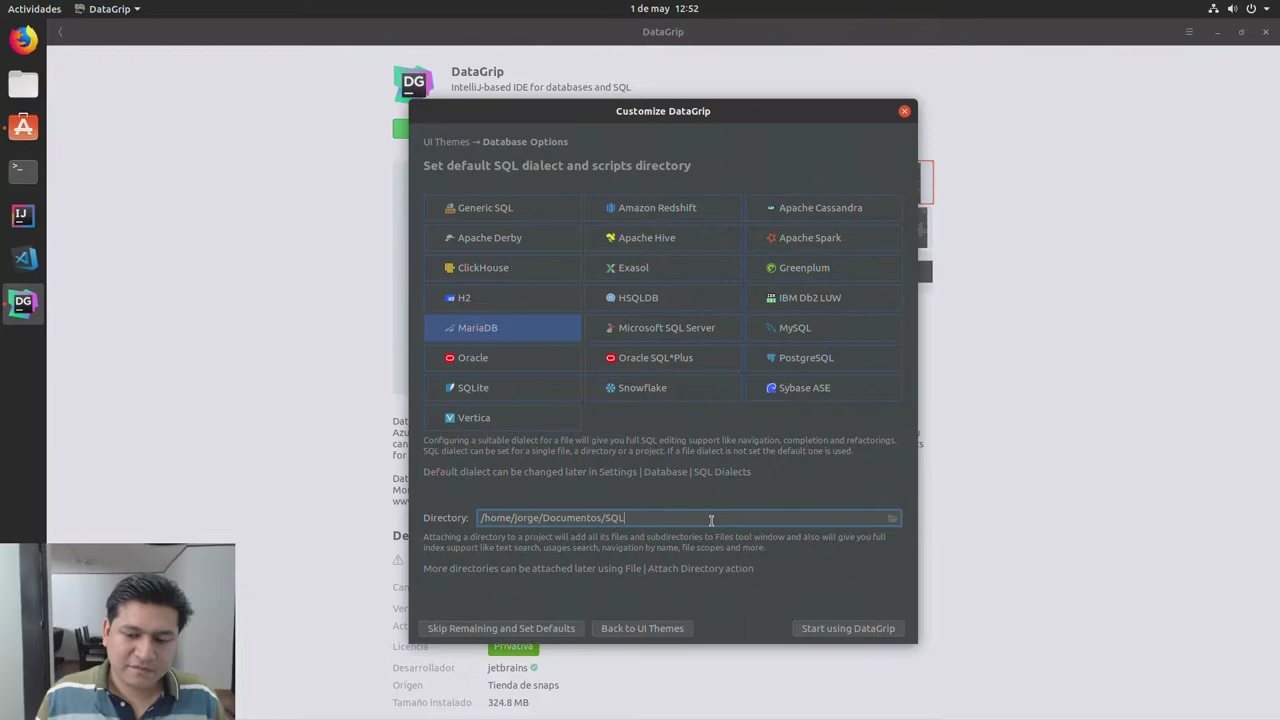 Actividades
DataGrip
1 de may 12:52
DataGrip
DataGrip
IntelliJ-based IDE for databases and SQL
Customize DataGrip
UI Themes → Database Options
Set default SQL dialect and scripts directory
Generic SQL
Amazon Redshift
Apache Cassandra
Apache Derby
Apache Hive
Apache Spark
ClickHouse
Exasol
Greenplum
H2
HSQLDB
IBM Db2 LUW
MariaDB
Microsoft SQL Server
MySQL
Oracle
Oracle SQL*Plus
PostgreSQL
SQLite
Snowflake
Sybase ASE
Vertica
Configuring a suitable dialect for a file will give you full SQL editing support like navigation, completion and refactorings.
SQL dialect can be set for a single file, a directory or a project. If a file dialect is not set the default one is used.
Default dialect can be changed later in Settings | Database | SQL Dialects
Directory: /home/jorge/Documentos/SQL
Attaching a directory to a project will add all its files and subdirectories to Files tool window and also will give you full
index support like text search, usages search, navigation by name, file scopes and more.
More directories can be attached later using File | Attach Directory action
Skip Remaining and Set Defaults
Back to UI Themes
Start using DataGrip
Licencia
Privativa
Desarrollador
jetbrains
Origen
Tienda de snaps
Tamaño instalado
324.8 MB